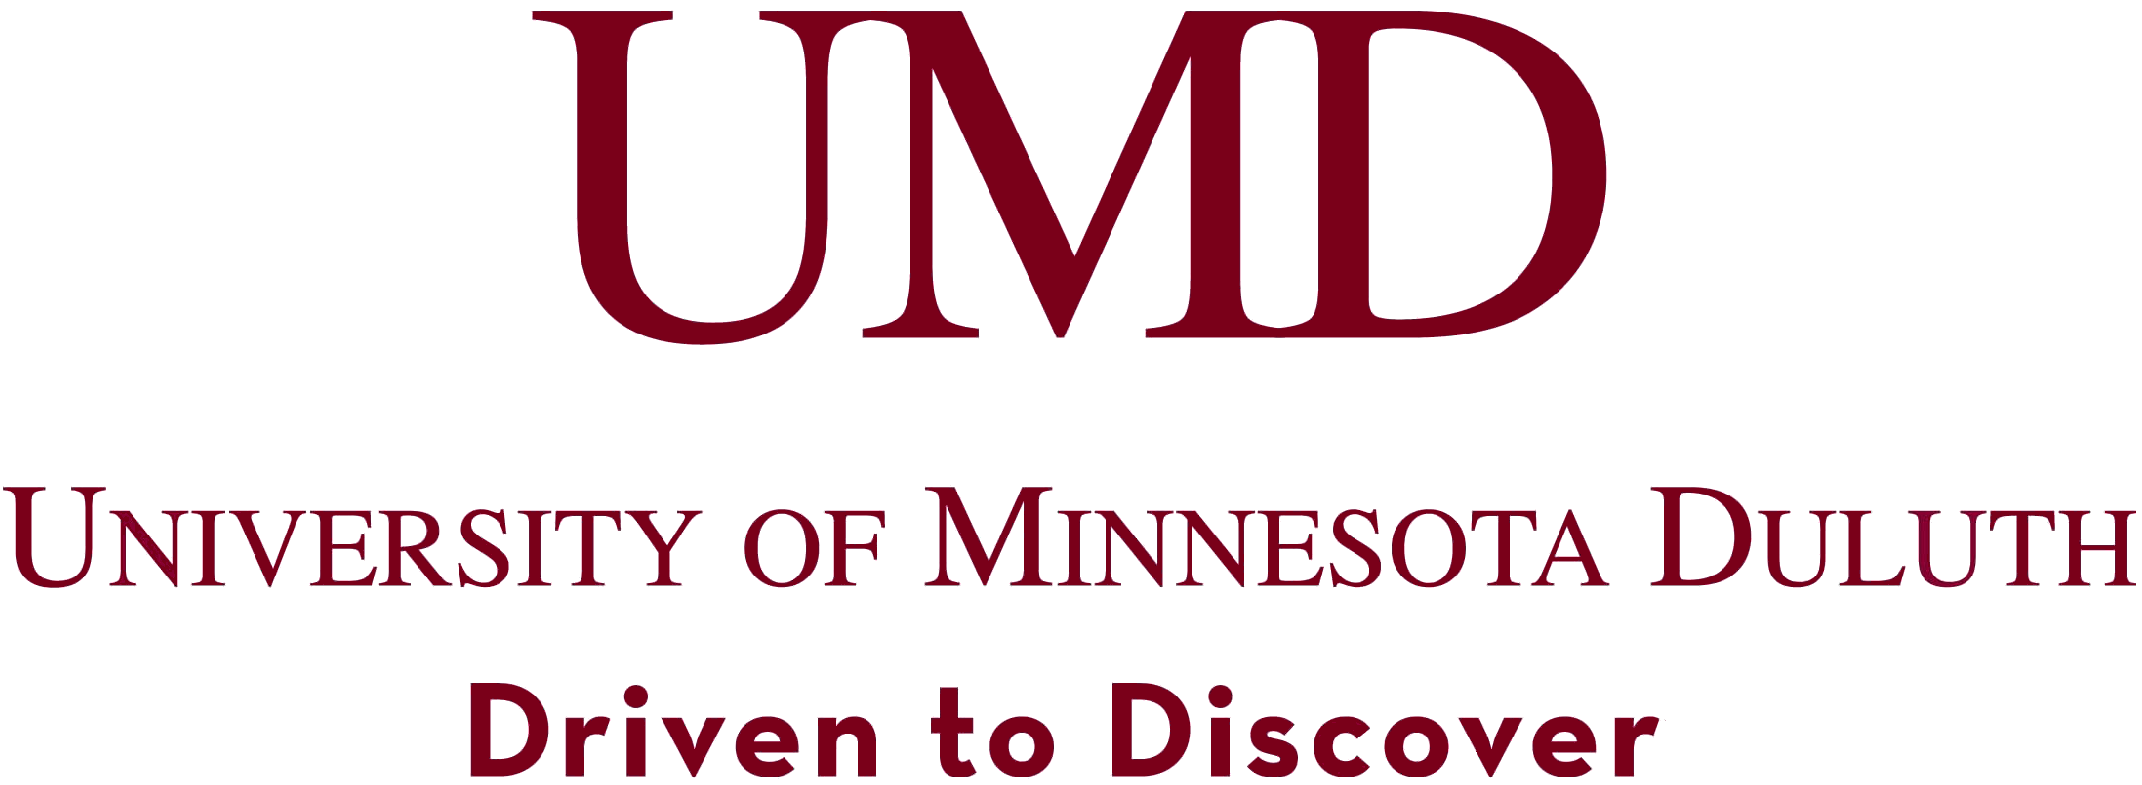 UMD
UNIVERSITY OF MINNESOTA DULUTH
Driven to Discover